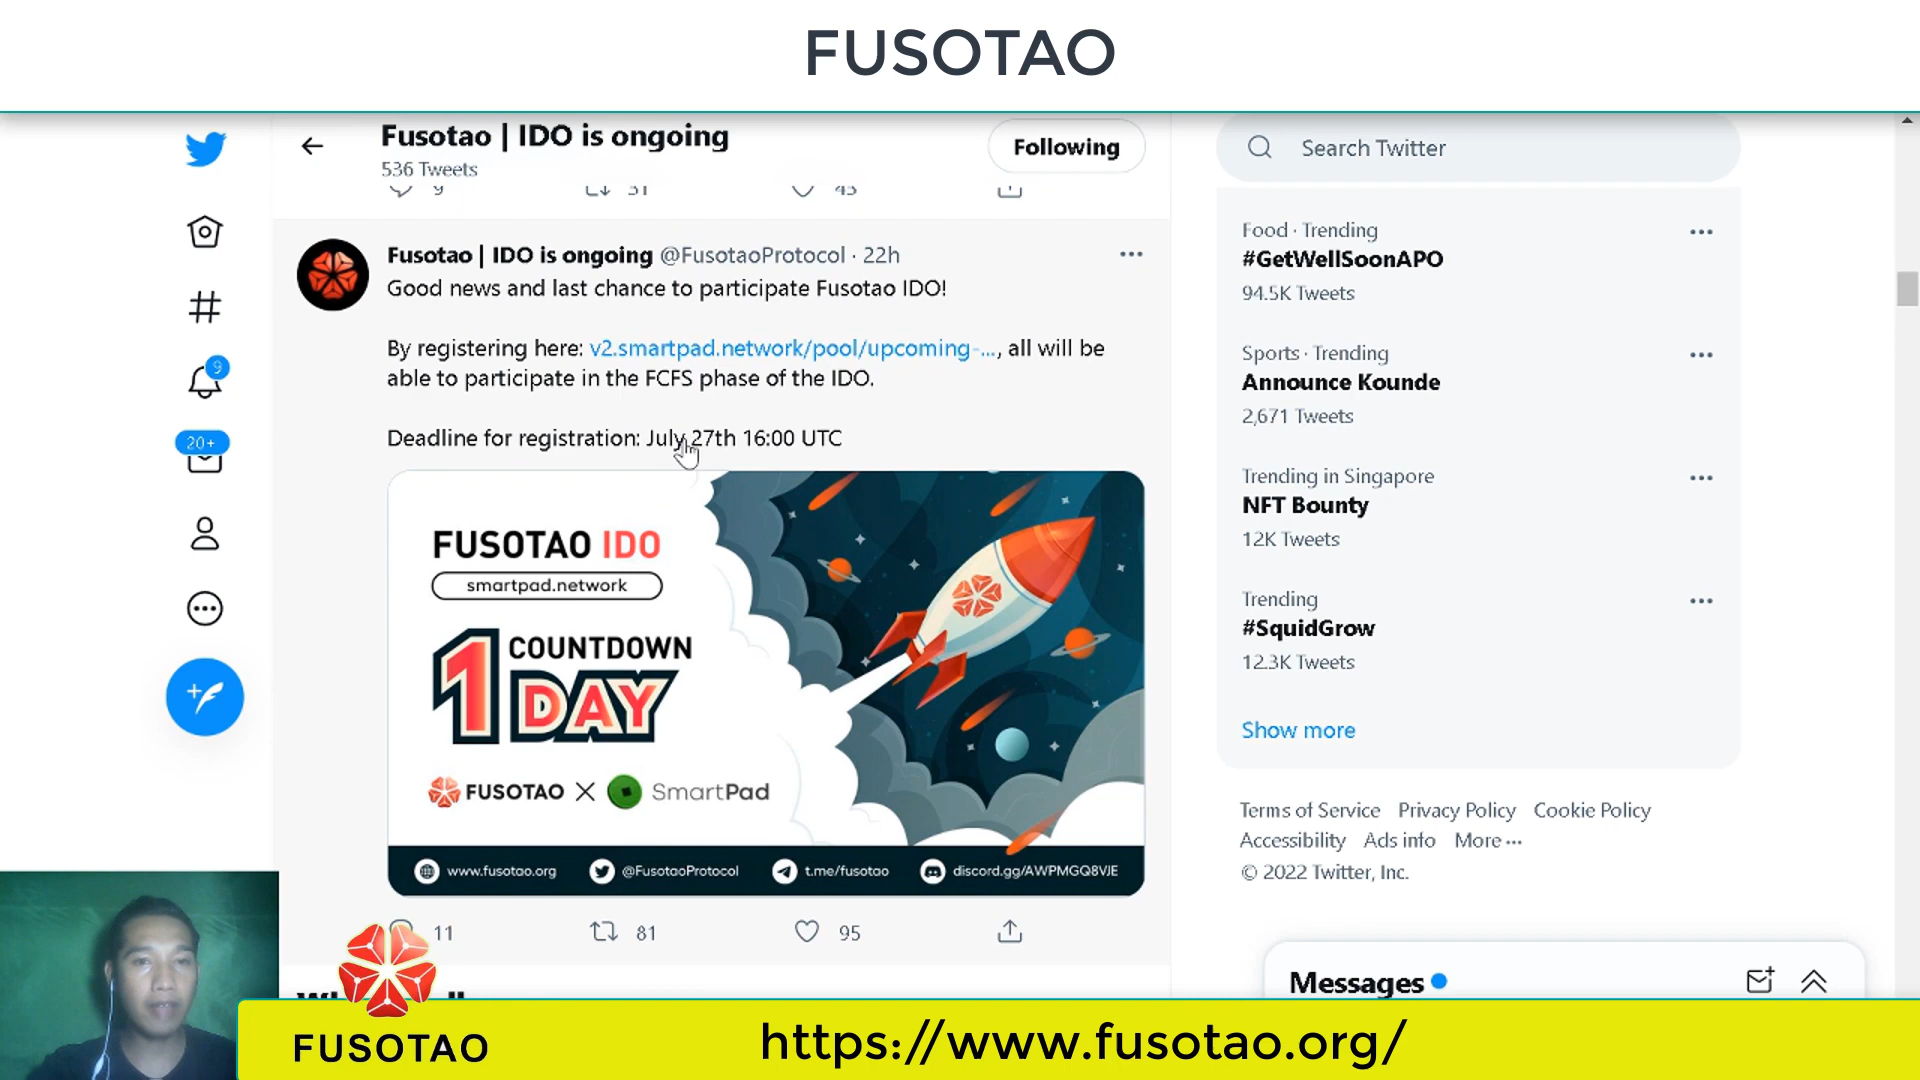 FUSOTAO
Fusotao | IDO is ongoing
536 Tweets
Following
Search Twitter
9
31
43
Fusotao | IDO is ongoing @FusotaoProtocol · 22h
Good news and last chance to participate Fusotao IDO!
By registering here: v2.smartpad.network/pool/upcoming-..., all will be
able to participate in the FCFS phase of the IDO.
Deadline for registration: July 27th 16:00 UTC
FUSOTAO IDO
smartpad.network
1 COUNTDOWN
DAY
FUSOTAO X SmartPad
www.fusotao.org
@FusotaoProtocol
t.me/fusotao
discord.gg/AWPMGQ8VJE
11
81
95
9
20+
Food · Trending
#GetWellSoonAPO
94.5K Tweets
Sports · Trending
Announce Kounde
2,671 Tweets
Trending in Singapore
NFT Bounty
12K Tweets
Trending
#SquidGrow
12.3K Tweets
Show more
Terms of Service Privacy Policy Cookie Policy
Accessibility Ads info More ···
© 2022 Twitter, Inc.
Messages
FUSOTAO
https://www.fusotao.org/